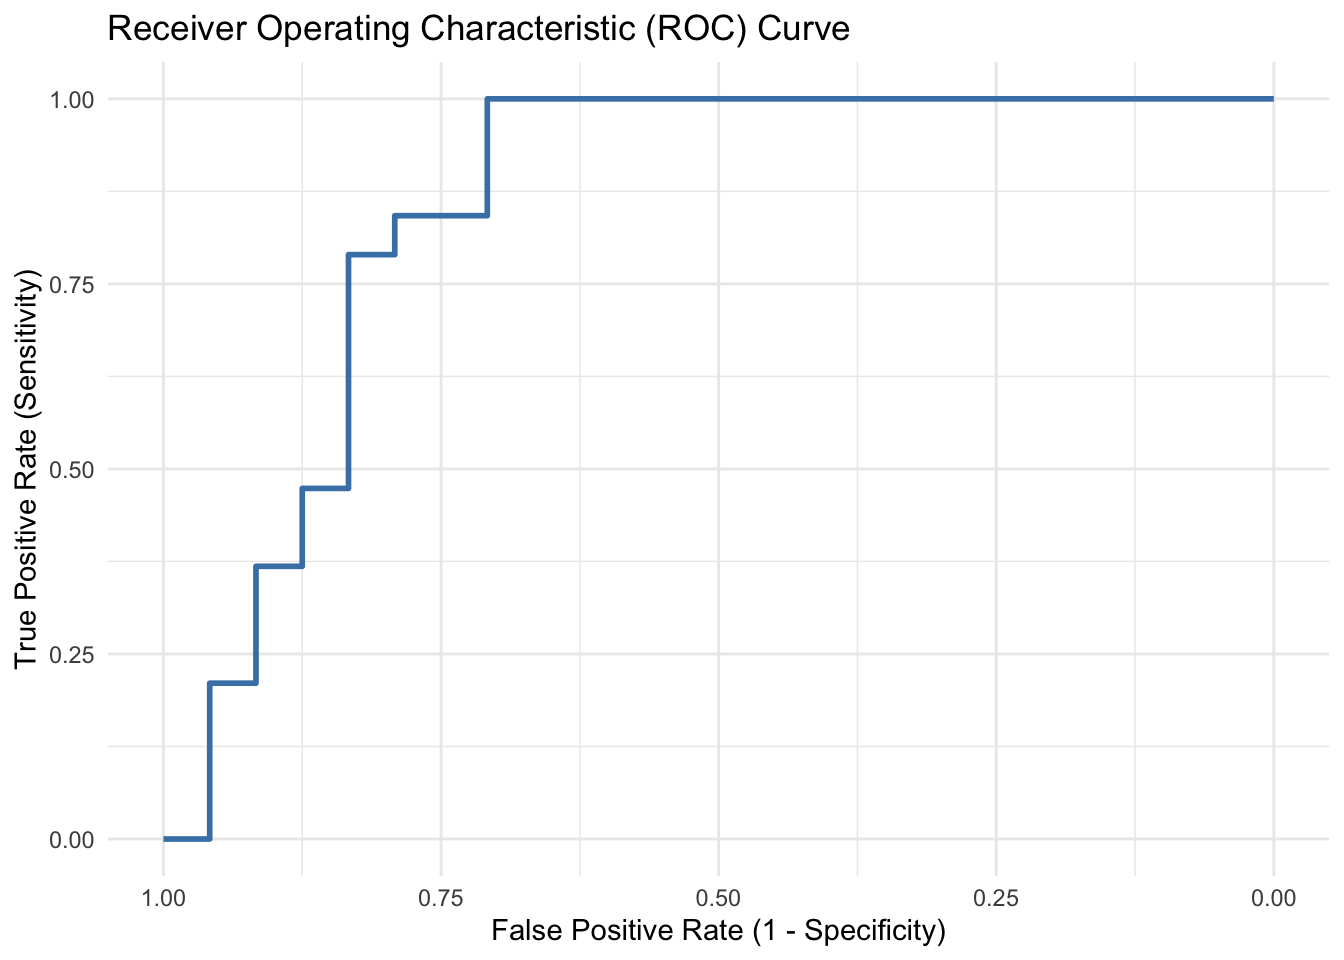 Receiver Operating Characteristic (ROC) Curve
True Positive Rate (Sensitivity)
1.00
0.75
0.50
0.25
0.00
1.00 0.75 0.50 0.25 0.00
False Positive Rate (1 - Specificity)